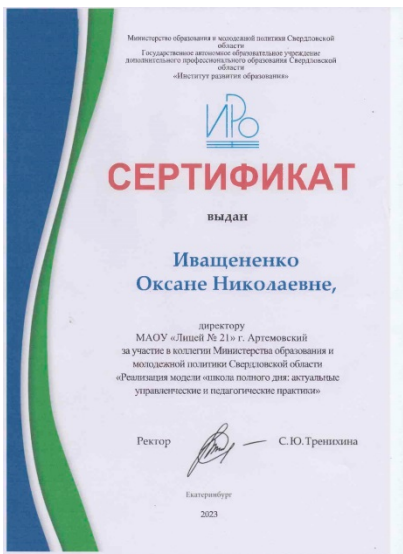 Министерство образования и молодежной политики Свердловской
области
Государственное автономное образовательное учреждение
дополнительного профессионального образования Свердловской
области
«Институт развития образования»
ИРО
СЕРТИФИКАТ
выдан
Иващененко
Оксане Николаевне,
директору
МАОУ «Лицей № 21» г. Артемовский
за участие в коллегии Министерства образования и
молодежной политики Свердловской области
«Реализация модели «школа полного дня: актуальные
управленческие и педагогические практики»
Ректор С.Ю.Тренихина
Екатеринбург
2023